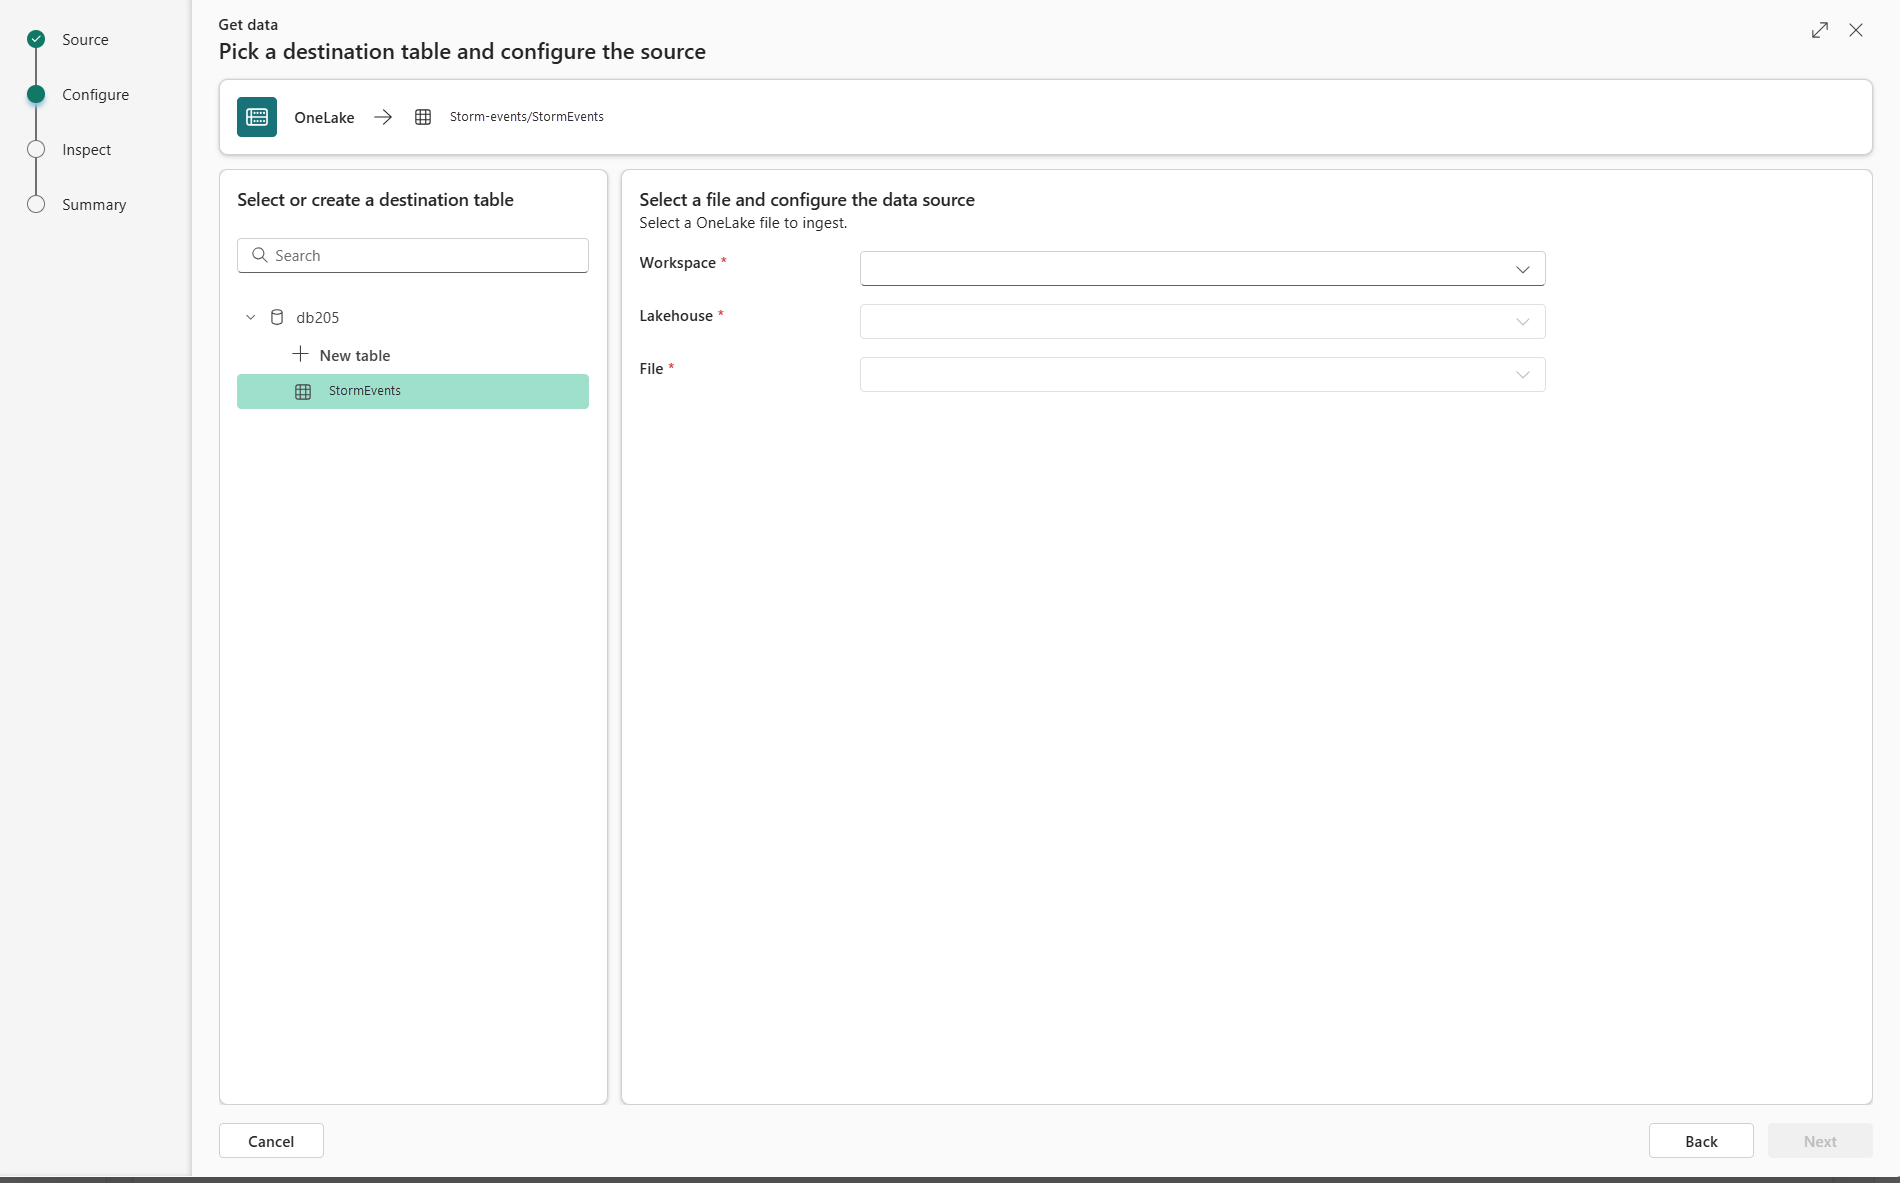 Source
Configure
Inspect
Summary
Get data
Pick a destination table and configure the source
OneLake
Storm-events/StormEvents
Select or create a destination table
Search
db205
New table
StormEvents
Select a file and configure the data source
Select a OneLake file to ingest.
Workspace *
Lakehouse *
File *
Cancel
Back
Next